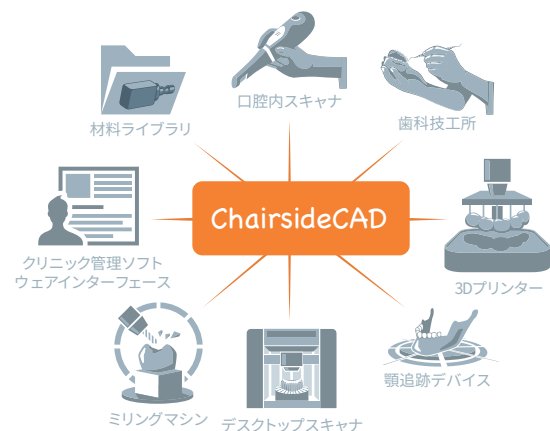 口腔内スキャナ
材料ライブラリ
歯科技工所
ChairsideCAD
クリニック管理ソフト
ウェアインターフェース
3Dプリンター
顎追跡デバイス
ミリングマシン
デスクトップスキャナ